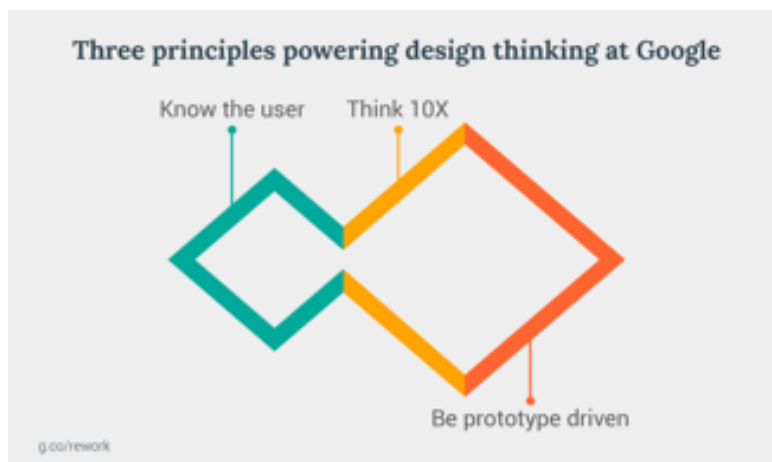 Three principles powering design thinking at Google
Know the user
Think 10X
Be prototype driven
g.co/rework